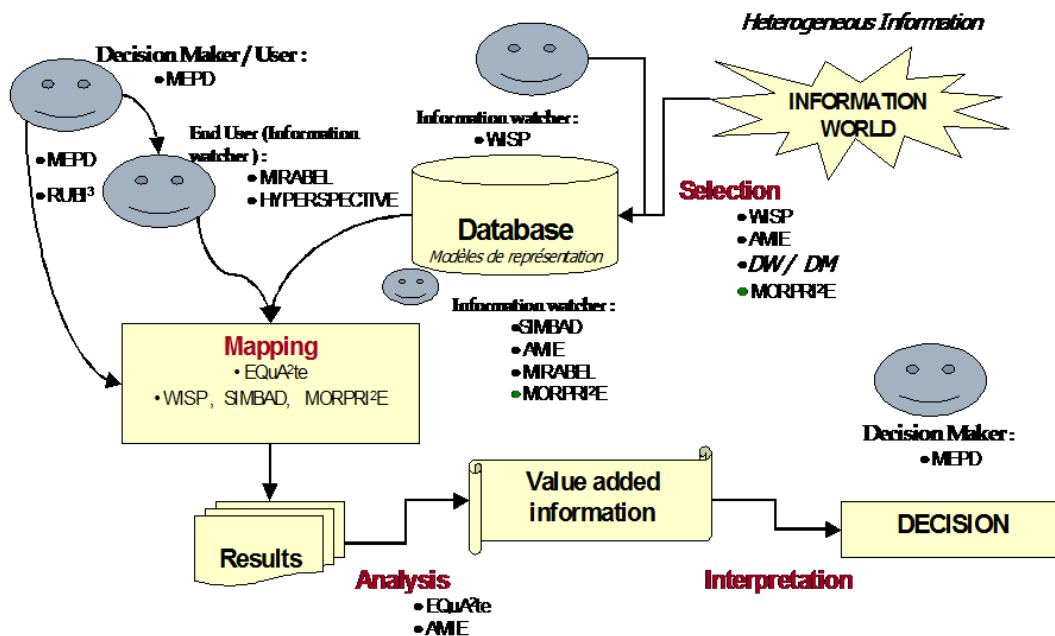 Heterogeneous Information
Decision Maker / User :
• MEPD
INFORMATION
WORLD
Information watcher :
• WISP
End User (Information
watcher ) :
• MIRABEL
• HYPERSPECTIVE
• MEPD
• RUBI³
Selection
• WISP
• AMIE
• DW / DM
• MORPRI²E
Database
Modèles de représentation
Information watcher :
• SIMBAD
• AMIE
• MIRABEL
• MORPRI²E
Mapping
• EQuA²te
• WISP , SIMBAD, MORPRI²E
Decision Maker :
• MEPD
Value added
information
DECISION
Results
Analysis
• EQuA²te
• AMIE
Interpretation